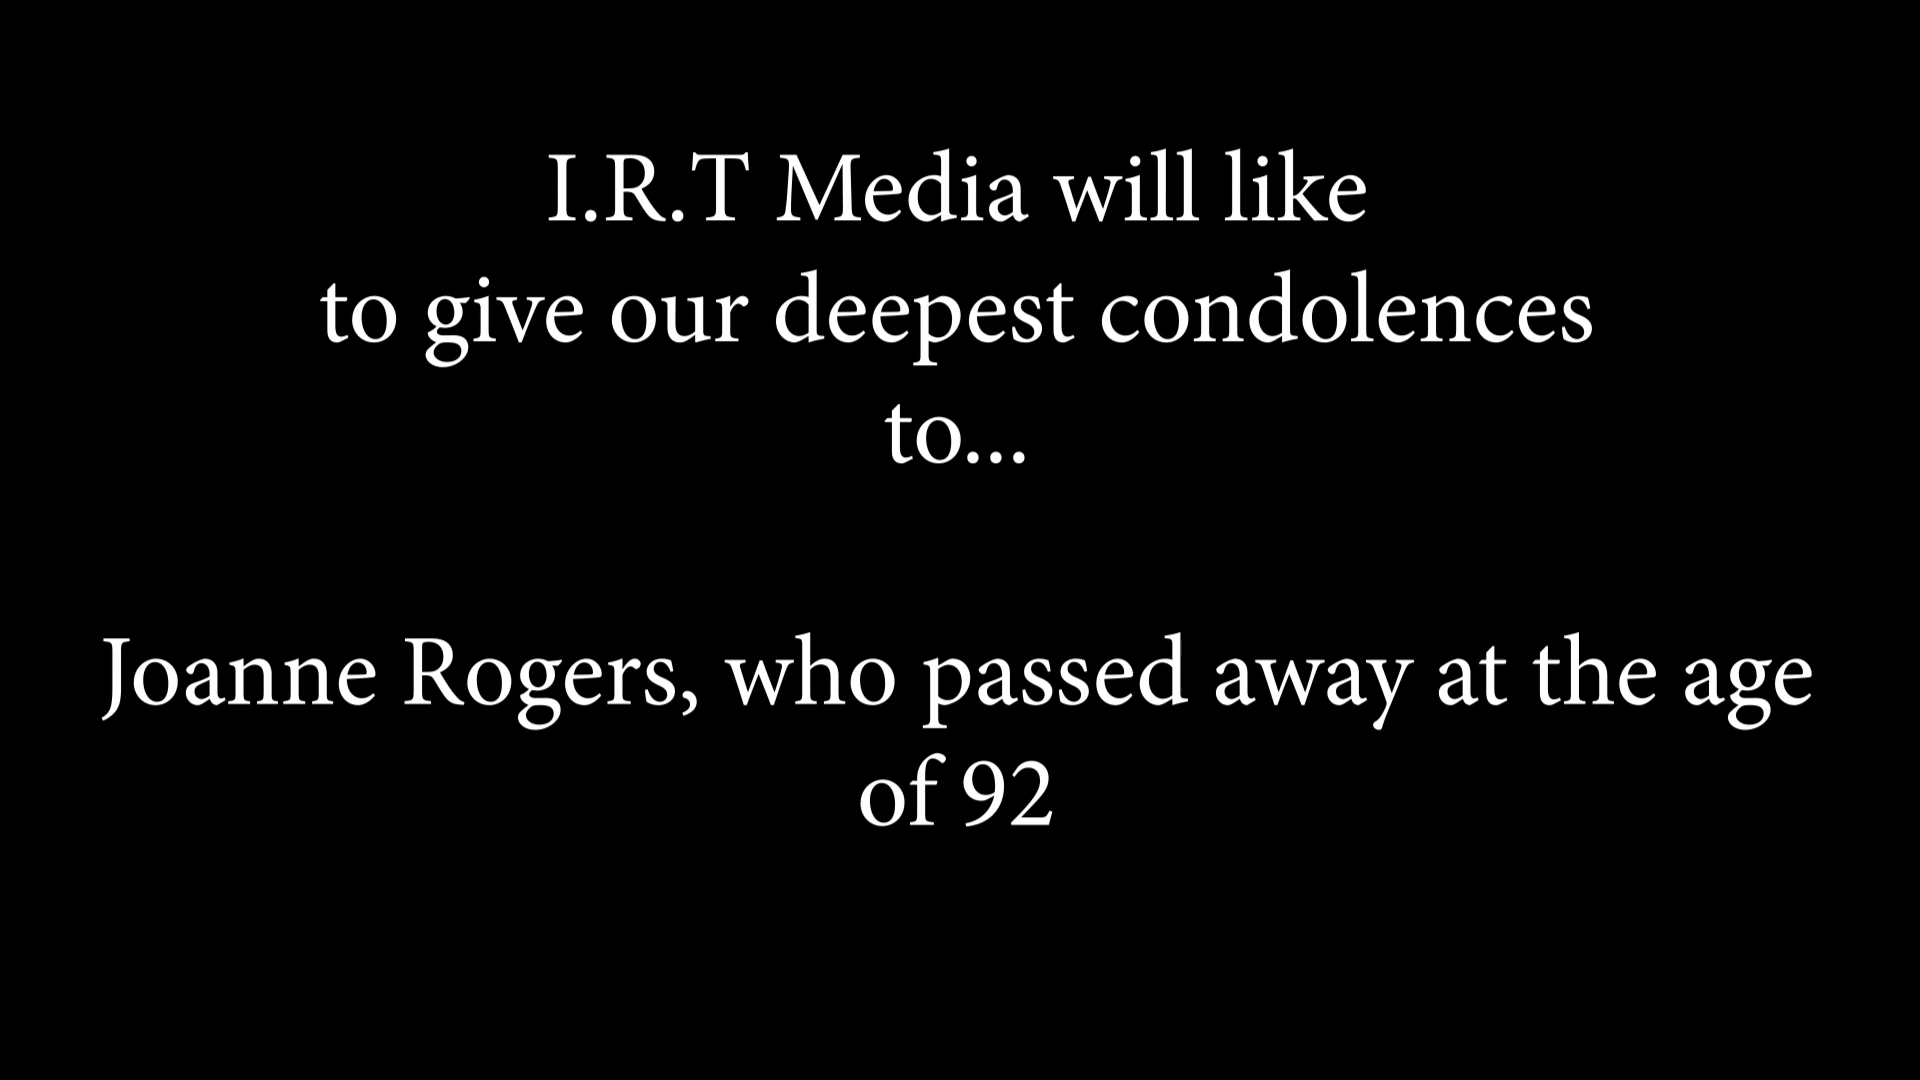 I.R.T Media will like
to give our deepest condolences
to...
Joanne Rogers, who passed away at the age
of 92